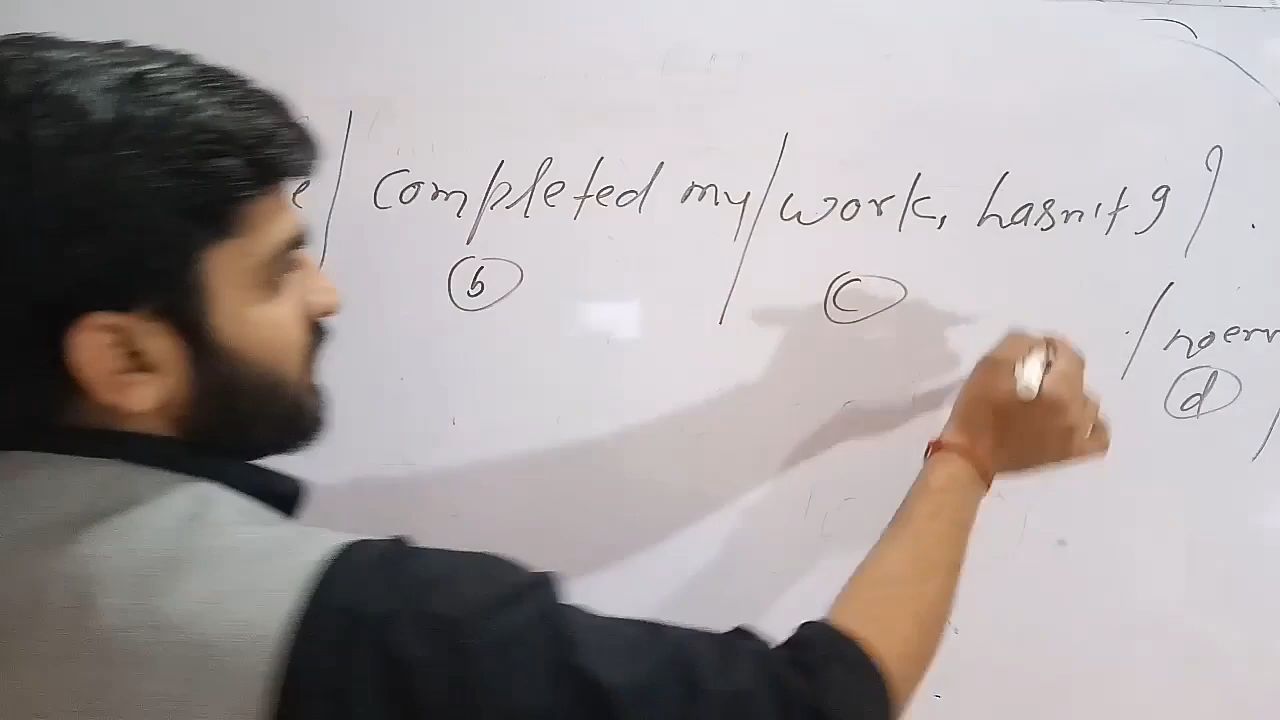 e/ completed my/work, hasn't I?.
(b) (c)
/noerr
(d)